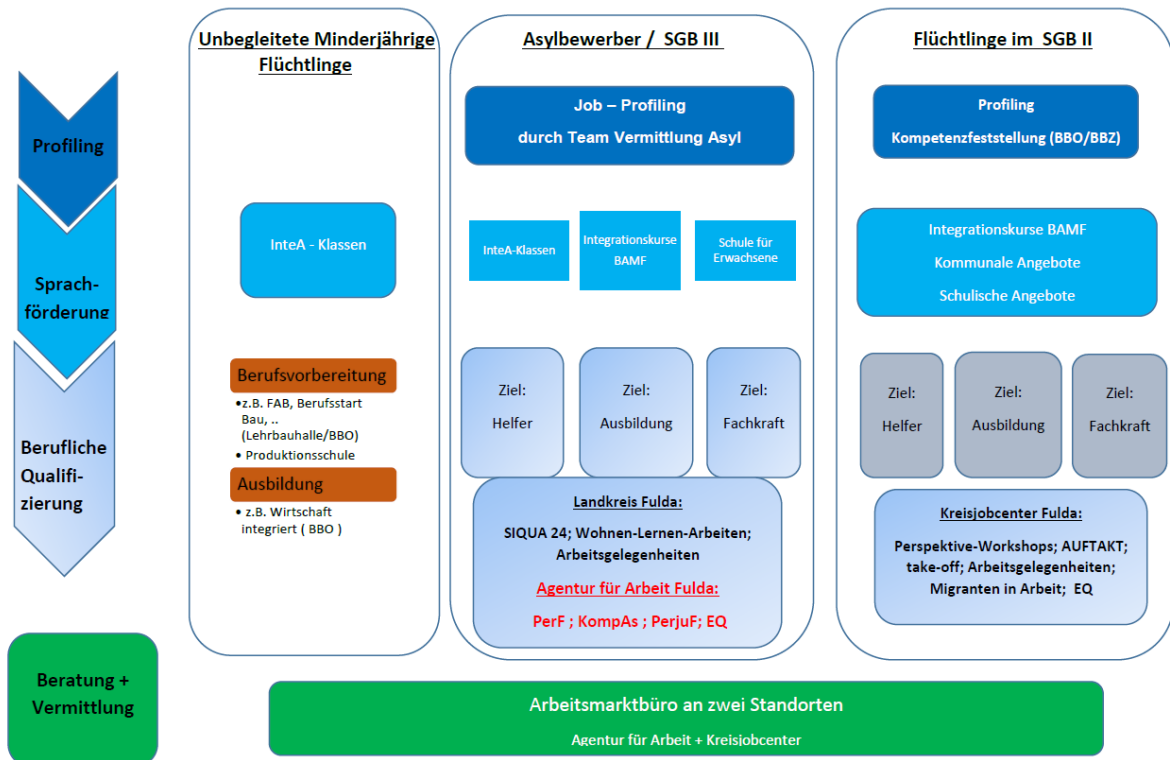 Profiling
Sprach-
förderung
Berufliche
Qualifi-
zierung
Beratung +
Vermittlung
Unbegleitete Minderjährige
Flüchtlinge
InteA - Klassen
Berufsvorbereitung
•z.B. FAB, Berufsstart
Bau, ..
(Lehrbauhalle/BBO)
• Produktionsschule
Ausbildung
• z.B. Wirtschaft
integriert ( BBO )
Asylbewerber / SGB III
Job – Profiling
durch Team Vermittlung Asyl
InteA-Klassen
Integrationskurse
BAMF
Schule für
Erwachsene
Ziel:
Helfer
Ziel:
Ausbildung
Ziel:
Fachkraft
Landkreis Fulda:
SIQUA 24; Wohnen-Lernen-Arbeiten;
Arbeitsgelegenheiten
Agentur für Arbeit Fulda:
PerF ; KompAs ; PerjuF; EQ
Flüchtlinge im SGB II
Profiling
Kompetenzfeststellung (BBO/BBZ)
Integrationskurse BAMF
Kommunale Angebote
Schulische Angebote
Ziel:
Helfer
Ziel:
Ausbildung
Ziel:
Fachkraft
Kreisjobcenter Fulda:
Perspektive-Workshops; AUFTAKT;
take-off; Arbeitsgelegenheiten;
Migranten in Arbeit; EQ
Arbeitsmarktbüro an zwei Standorten
Agentur für Arbeit + Kreisjobcenter